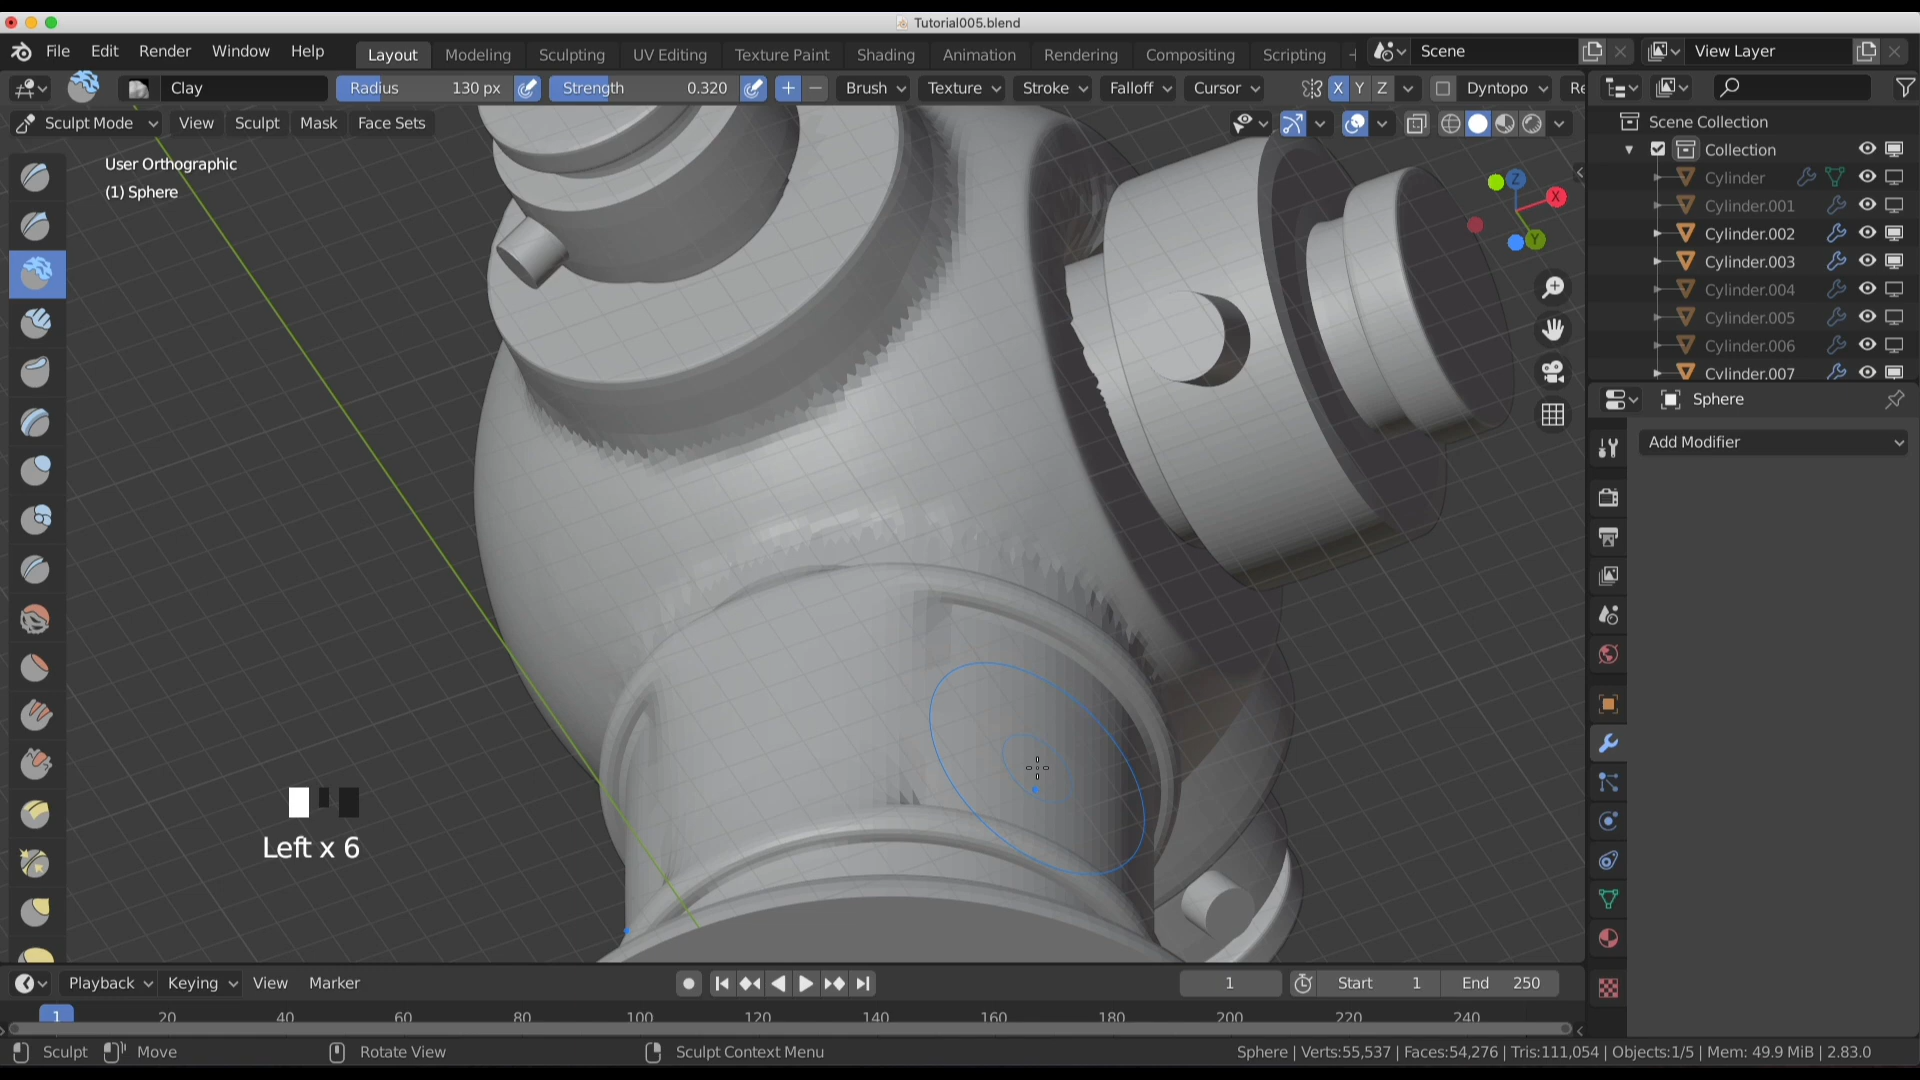 Tutorial005.blend
File Edit Render Window Help Layout Modeling Sculpting UV Editing Texture Paint Shading Animation Rendering Compositing Scripting Scene View Layer
Clay Radius 130 px Strength 0.320 Brush Texture Stroke Falloff Cursor X Y Z Dyntopo Re
Sculpt Mode View Sculpt Mask Face Sets
Scene Collection
Collection
Cylinder
Cylinder.001
Cylinder.002
Cylinder.003
Cylinder.004
Cylinder.005
Cylinder.006
Cylinder.007
User Orthographic
(1) Sphere
Z
X
Y
Sphere
Add Modifier
Left x 6
Playback Keying View Marker 1 Start 1 End 250
1 20 40 60 80 100 120 140 160 180 200 220 240
Sculpt Move Rotate View Sculpt Context Menu Sphere | Verts:55,537 | Faces:54,276 | Tris:111,054 | Objects:1/5 | Mem: 49.9 MiB | 2.83.0